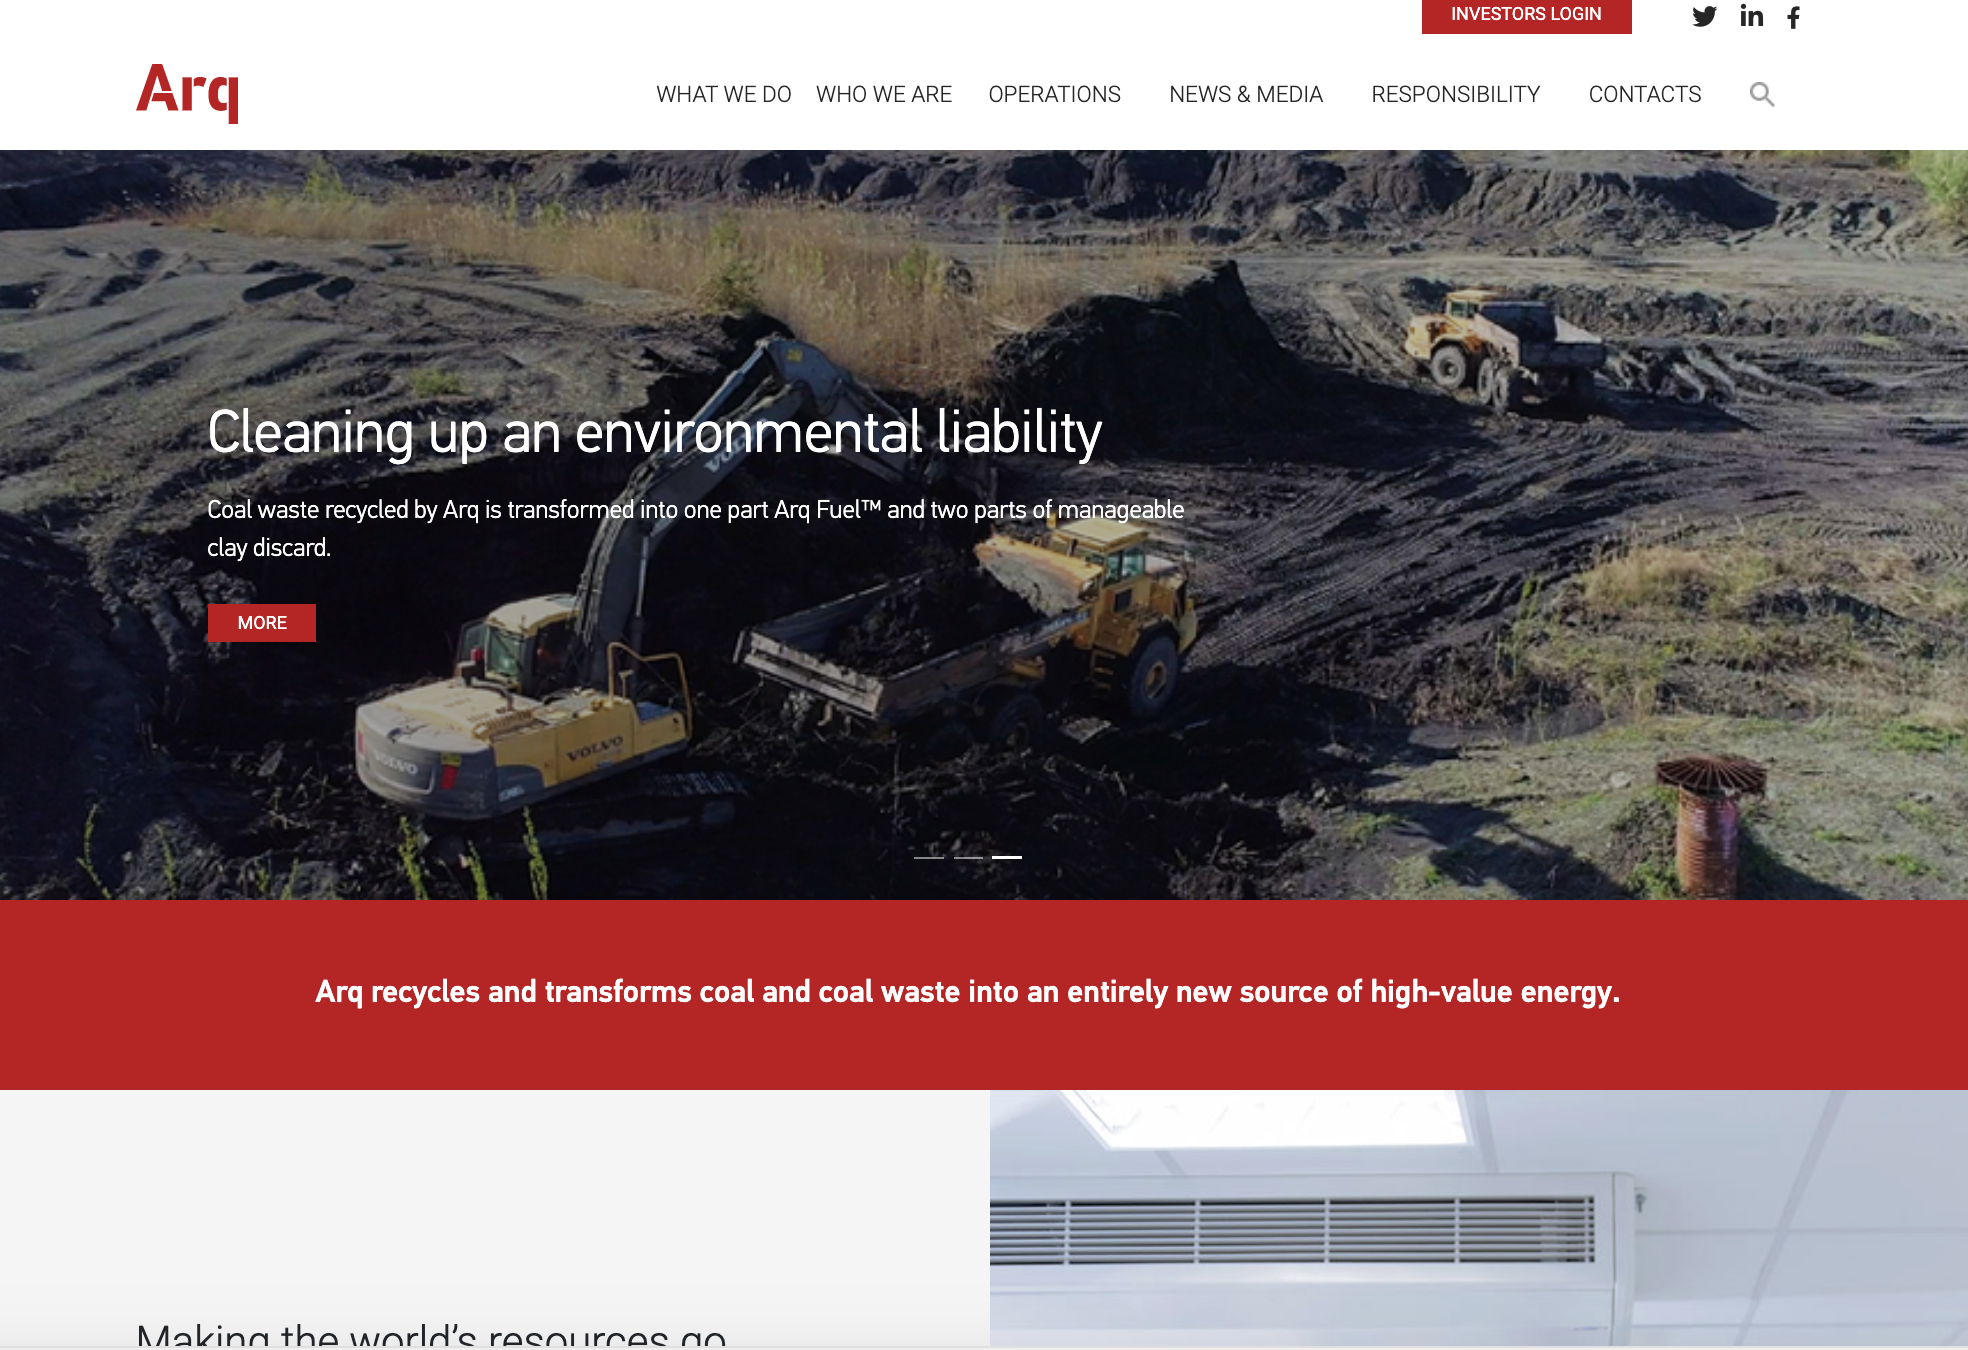 INVESTORS LOGIN
Arq
WHAT WE DO WHO WE ARE OPERATIONS NEWS & MEDIA RESPONSIBILITY CONTACTS
Cleaning up an environmental liability
Coal waste recycled by Arq is transformed into one part Arq Fuel™ and two parts of manageable
clay discard.
MORE
VOLVO
VOLVO
Arq recycles and transforms coal and coal waste into an entirely new source of high-value energy.
Making the world's resources go